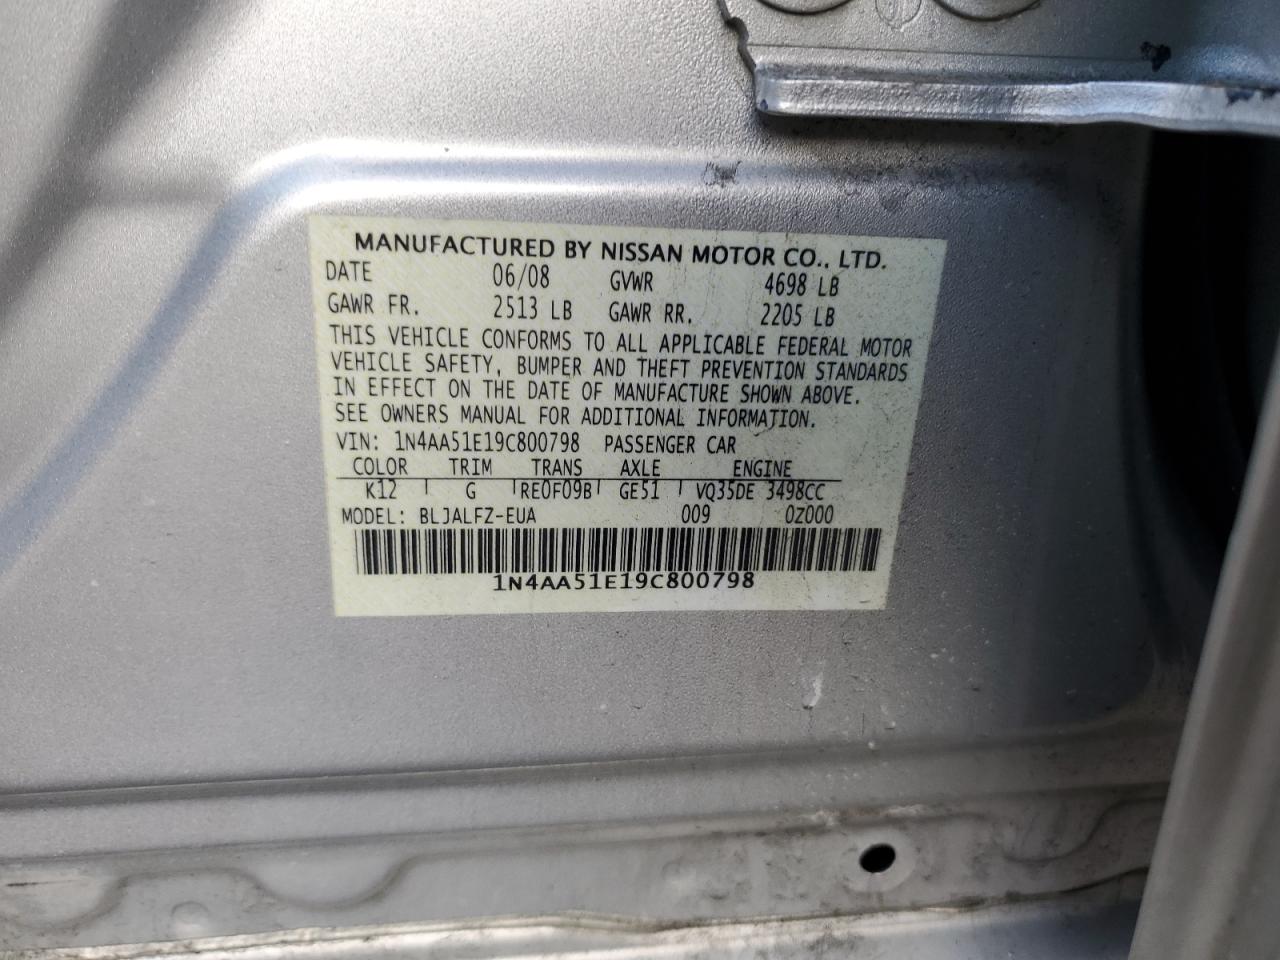 MANUFACTURED BY NISSAN MOTOR CO., LTD.
DATE 06/08 GVWR 4698 LB
GAWR FR. 2513 LB GAWR RR. 2205 LB
THIS VEHICLE CONFORMS TO ALL APPLICABLE FEDERAL MOTOR
VEHICLE SAFETY, BUMPER AND THEFT PREVENTION STANDARDS
IN EFFECT ON THE DATE OF MANUFACTURE SHOWN ABOVE.
SEE OWNERS MANUAL FOR ADDITIONAL INFORMATION.
VIN: 1N4AA51E19C800798 PASSENGER CAR
COLOR TRIM TRANS AXLE ENGINE
K12 G RE0F09B GE51 VQ35DE 3498CC
MODEL: BLJALFZ-EUA 009 0Z000
1N4AA51E19C800798